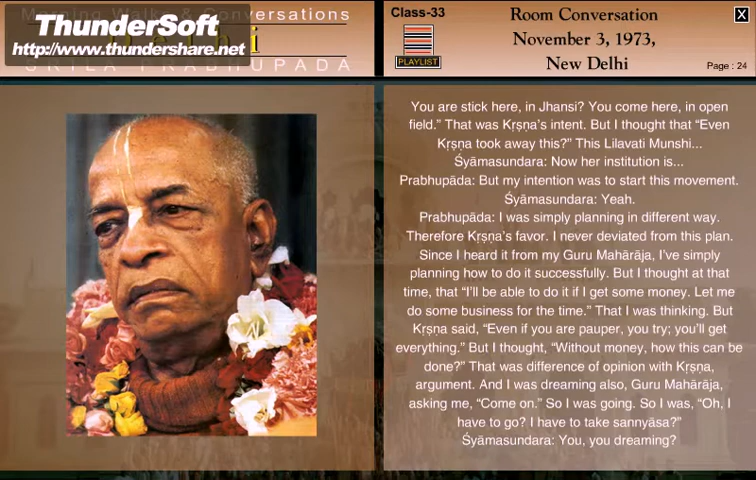 Morning Walks & Conversations
ThunderSoft
http://www.thundershare.net
SRILA PRABHUPADA
Class-33
PLAYLIST
Room Conversation
November 3, 1973,
New Delhi
X
Page : 24
You are stick here, in Jhansi? You come here, in open
field.” That was Kṛṣṇa’s intent. But I thought that “Even
Kṛṣṇa took away this?” This Lilavati Munshi...
Śyāmasundara: Now her institution is...
Prabhupāda: But my intention was to start this movement.
Śyāmasundara: Yeah.
Prabhupāda: I was simply planning in different way.
Therefore Kṛṣṇa’s favor. I never deviated from this plan.
Since I heard it from my Guru Mahārāja, I’ve simply
planning how to do it successfully. But I thought at that
time, that “I’ll be able to do it if I get some money. Let me
do some business for the time.” That I was thinking. But
Kṛṣṇa said, “Even if you are pauper, you try; you’ll get
everything.” But I thought, “Without money, how this can be
done?” That was difference of opinion with Kṛṣṇa,
argument. And I was dreaming also, Guru Mahārāja,
asking me, “Come on.” So I was going. So I was, “Oh, I
have to go? I have to take sannyāsa?”
Śyāmasundara: You, you dreaming?